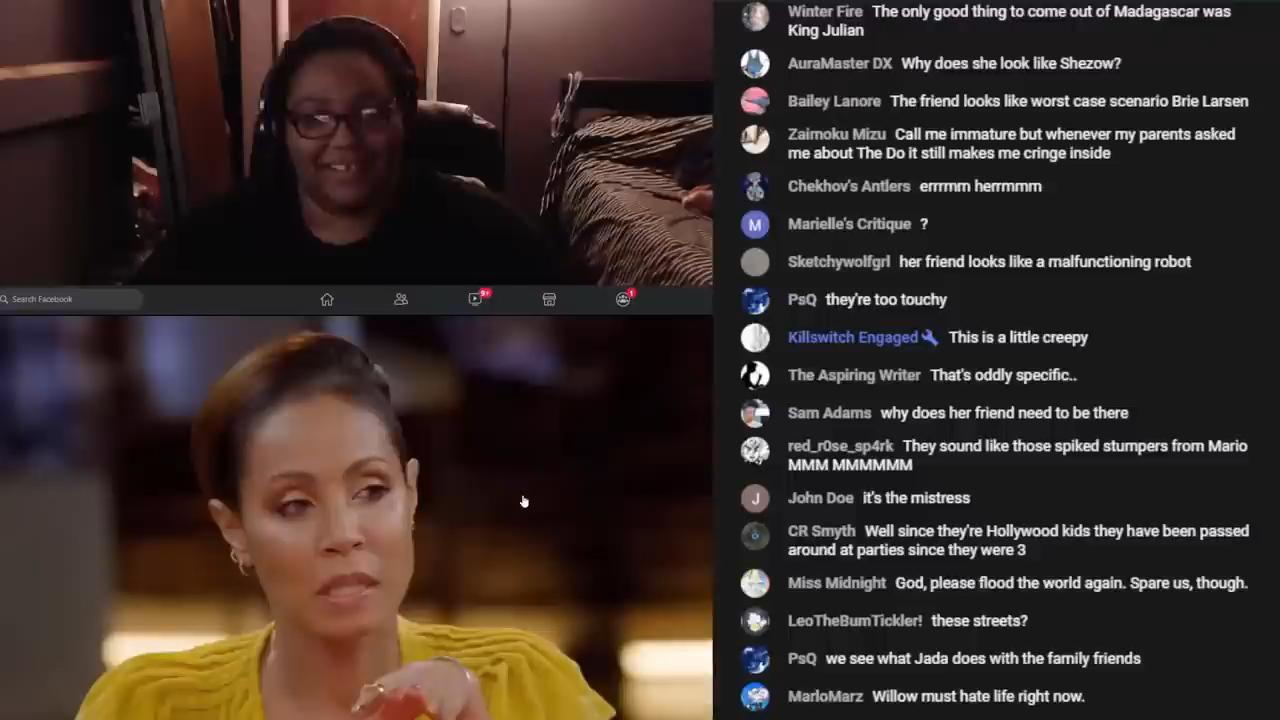 Search Facebook
9+
1
Winter Fire The only good thing to come out of Madagascar was
King Julian
AuraMaster DX Why does she look like Shezow?
Bailey Lanore The friend looks like worst case scenario Brie Larsen
Zaimoku Mizu Call me immature but whenever my parents asked
me about The Do it still makes me cringe inside
Chekhov's Antlers errrmm herrmmm
M Marielle's Critique ?
Sketchywolfgrl her friend looks like a malfunctioning robot
PsQ they're too touchy
Killswitch Engaged This is a little creepy
The Aspiring Writer That's oddly specific..
Sam Adams why does her friend need to be there
red_r0se_sp4rk They sound like those spiked stumpers from Mario
MMM MMMMMM
J John Doe it's the mistress
CR Smyth Well since they're Hollywood kids they have been passed
around at parties since they were 3
Miss Midnight God, please flood the world again. Spare us, though.
LeoTheBumTickler! these streets?
PsQ we see what Jada does with the family friends
MarloMarz Willow must hate life right now.